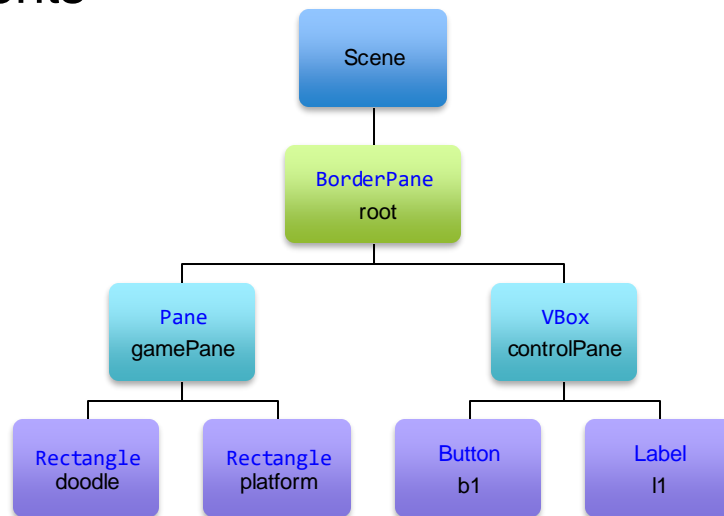 Scene
BorderPane
root
Pane
gamePane
VBox
controlPane
Rectangle
doodle
Rectangle
platform
Button
b1
Label
l1